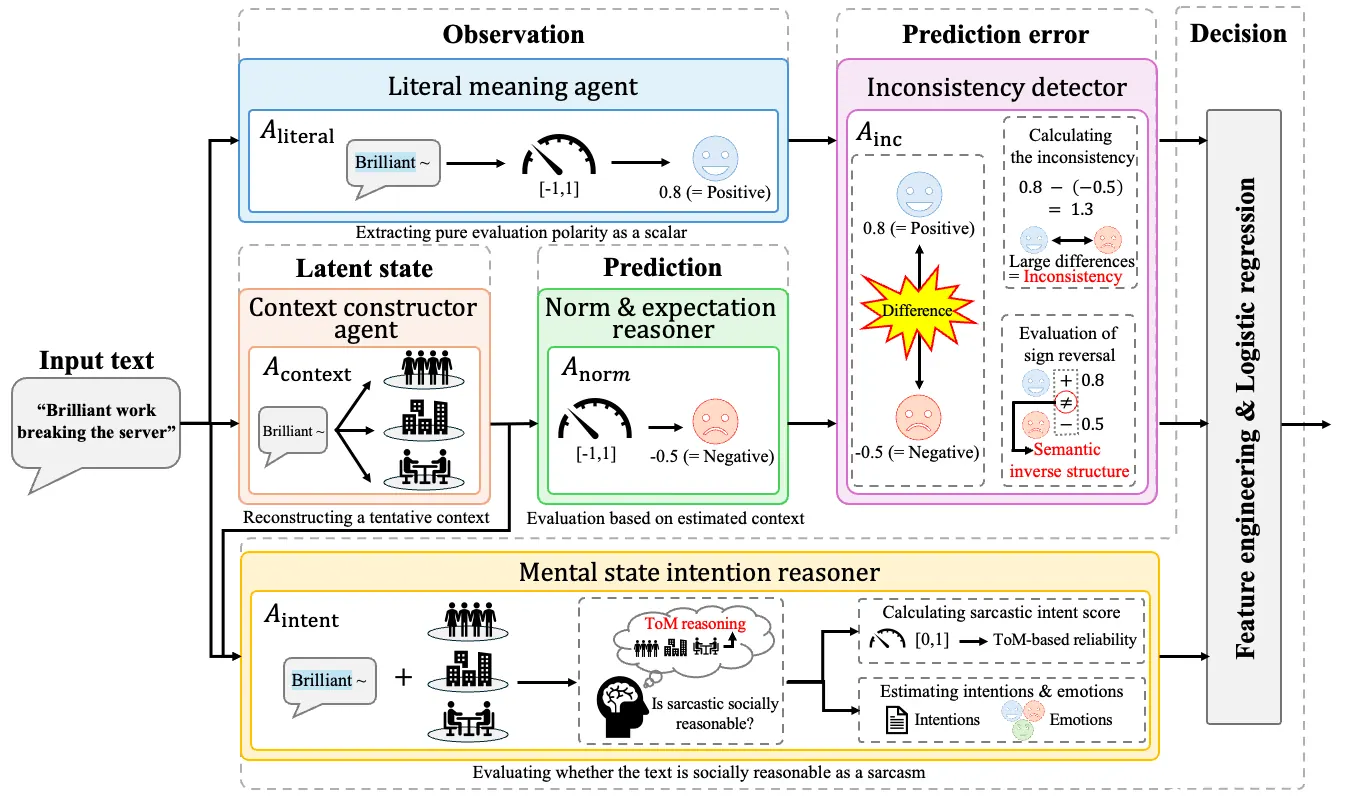 Observation
Literal meaning agent
A_literal
Brilliant ~
[-1,1]
0.8 (= Positive)
Extracting pure evaluation polarity as a scalar
Input text
“Brilliant work
breaking the server”
Latent state
Context constructor
agent
A_context
Brilliant ~
Reconstructing a tentative context
Prediction
Norm & expectation
reasoner
A_norm
[-1,1]
-0.5 (= Negative)
Evaluation based on estimated context
Prediction error
Inconsistency detector
A_inc
0.8 (= Positive)
Difference
-0.5 (= Negative)
Calculating
the inconsistency
0.8 − (−0.5)
= 1.3
Large differences
= Inconsistency
Evaluation of
sign reversal
+ 0.8
≠
− 0.5
Semantic
inverse structure
Mental state intention reasoner
A_intent
Brilliant ~
+
ToM reasoning
Is sarcastic socially
reasonable?
Calculating sarcastic intent score
[0,1]
ToM-based reliability
Estimating intentions & emotions
Intentions
Emotions
Evaluating whether the text is socially reasonable as a sarcasm
Decision
Feature engineering & Logistic regression